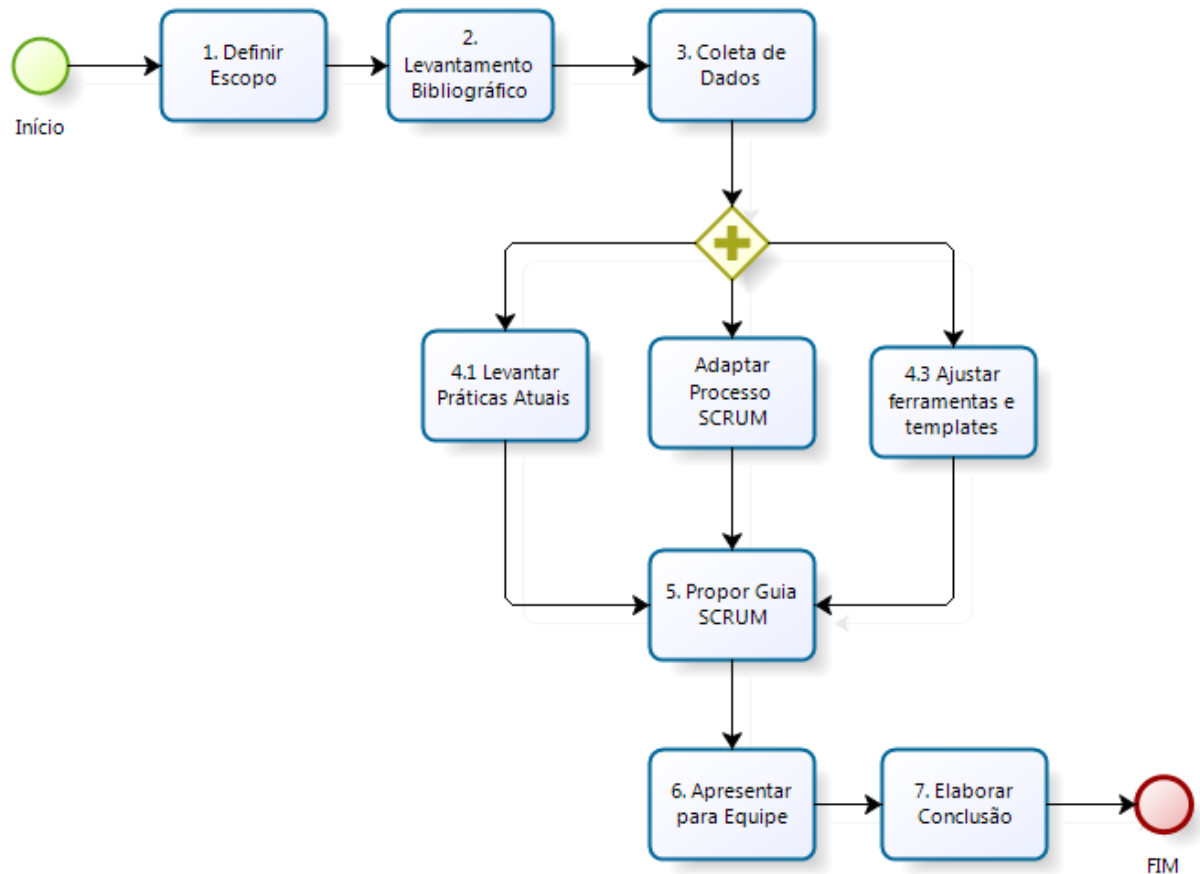 1. Definir
Escopo
2.
Levantamento
Bibliográfico
3. Coleta de
Dados
Início
4.1 Levantar
Práticas Atuais
Adaptar
Processo
SCRUM
4.3 Ajustar
ferramentas e
templates
5. Propor Guia
SCRUM
6. Apresentar
para Equipe
7. Elaborar
Conclusão
FIM